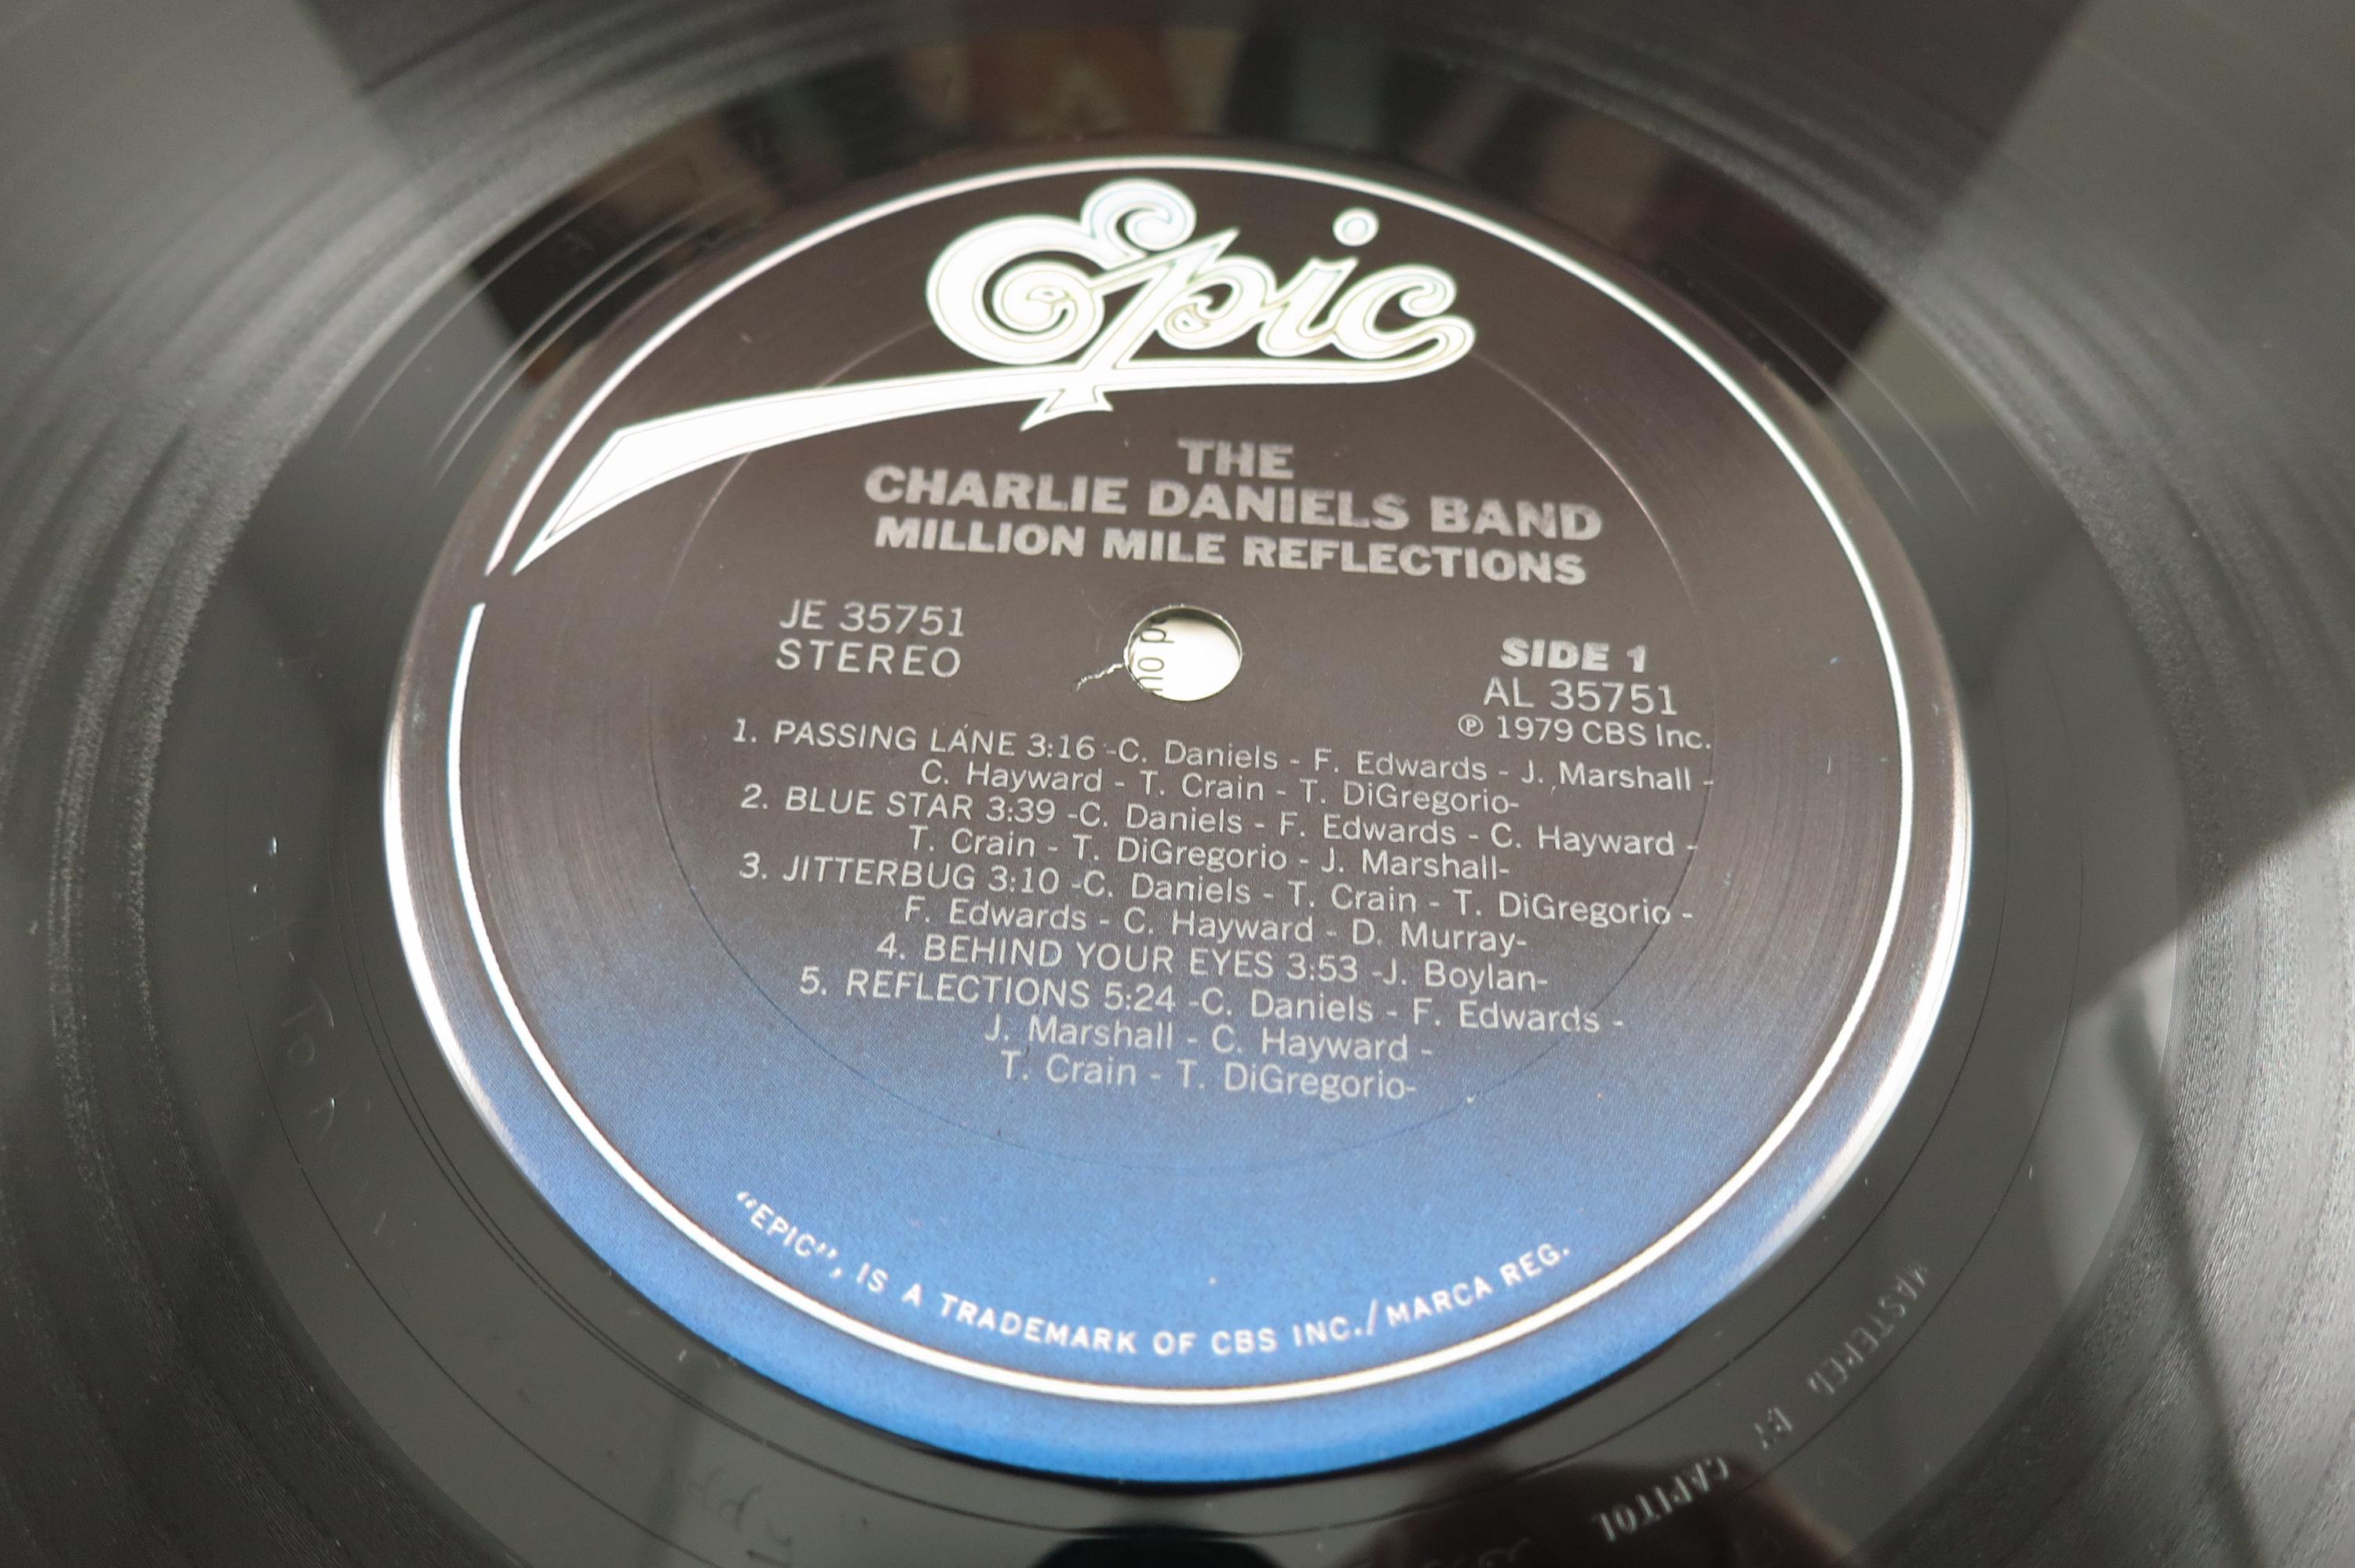 Epic
THE
CHARLIE DANIELS BAND
MILLION MILE REFLECTIONS
JE 35751
STEREO
SIDE 1
AL 35751
℗ 1979 CBS Inc.
1. PASSING LANE 3:16 -C. Daniels - F. Edwards - J. Marshall -
C. Hayward - T. Crain - T. DiGregorio-
2. BLUE STAR 3:39 -C. Daniels - F. Edwards - C. Hayward -
T. Crain - T. DiGregorio - J. Marshall-
3. JITTERBUG 3:10 -C. Daniels - T. Crain - T. DiGregorio -
F. Edwards - C. Hayward - D. Murray-
4. BEHIND YOUR EYES 3:53 -J. Boylan-
5. REFLECTIONS 5:24 -C. Daniels - F. Edwards -
J. Marshall - C. Hayward -
T. Crain - T. DiGregorio-
"EPIC", IS A TRADEMARK OF CBS INC./MARCA REG.
MASTERED BY CAPITOL